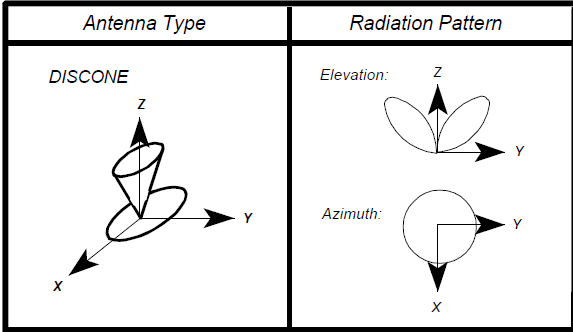 Antenna Type
Radiation Pattern
DISCONE
Z
Y
X
Elevation:
Z
Y
Azimuth:
Y
X